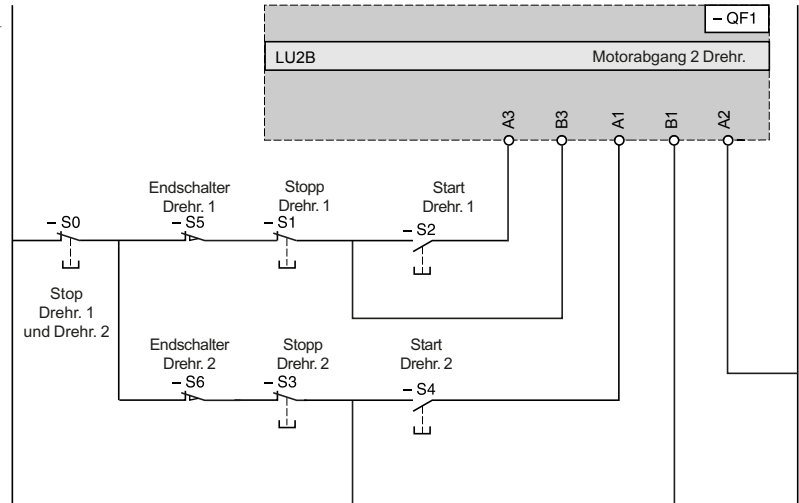 – QF1
LU2B
Motorabgang 2 Drehr.
A3
B3
A1
B1
A2
Endschalter
Drehr. 1
– S5
Stopp
Drehr. 1
– S1
Start
Drehr. 1
– S2
– S0
Stop
Drehr. 1
und Drehr. 2
Endschalter
Drehr. 2
– S6
Stopp
Drehr. 2
– S3
Start
Drehr. 2
– S4